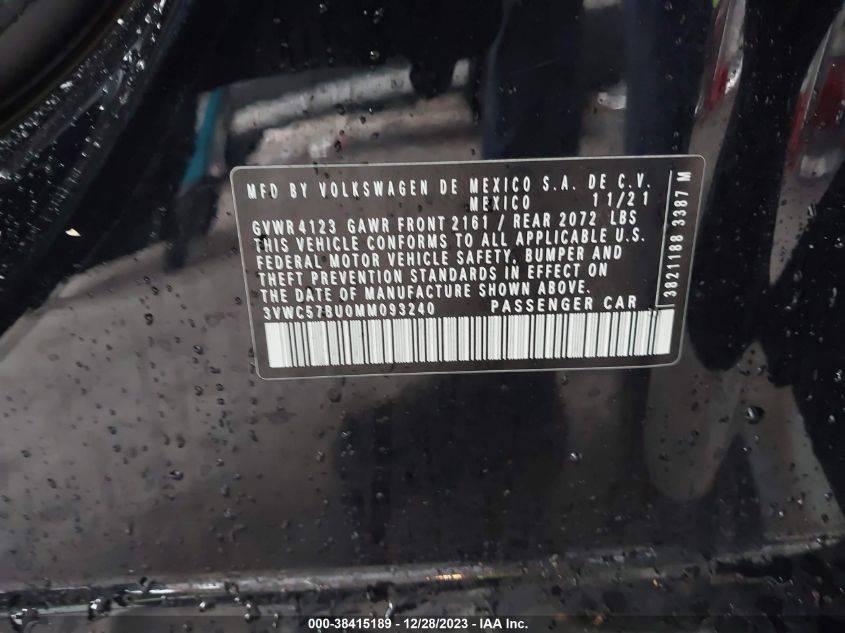 MFD BY VOLKSWAGEN DE MEXICO S.A. DE C.V.
MEXICO 11/21
GVWR 4123 GAWR FRONT 2161 / REAR 2072 LBS
THIS VEHICLE CONFORMS TO ALL APPLICABLE U.S.
FEDERAL MOTOR VEHICLE SAFETY, BUMPER AND
THEFT PREVENTION STANDARDS IN EFFECT ON
THE DATE OF MANUFACTURE SHOWN ABOVE.
3VWC57BU0MM093240 PASSENGER CAR
3821188 3387 M
000-38415189 - 12/28/2023 - IAA Inc.